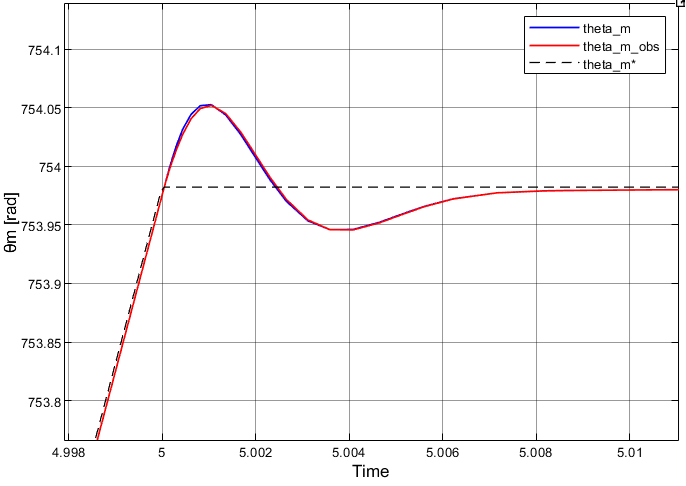 theta_m
theta_m_obs
theta_m*
754.1
754.05
754
753.95
753.9
753.85
753.8
θm [rad]
4.998
5
5.002
5.004
5.006
5.008
5.01
Time